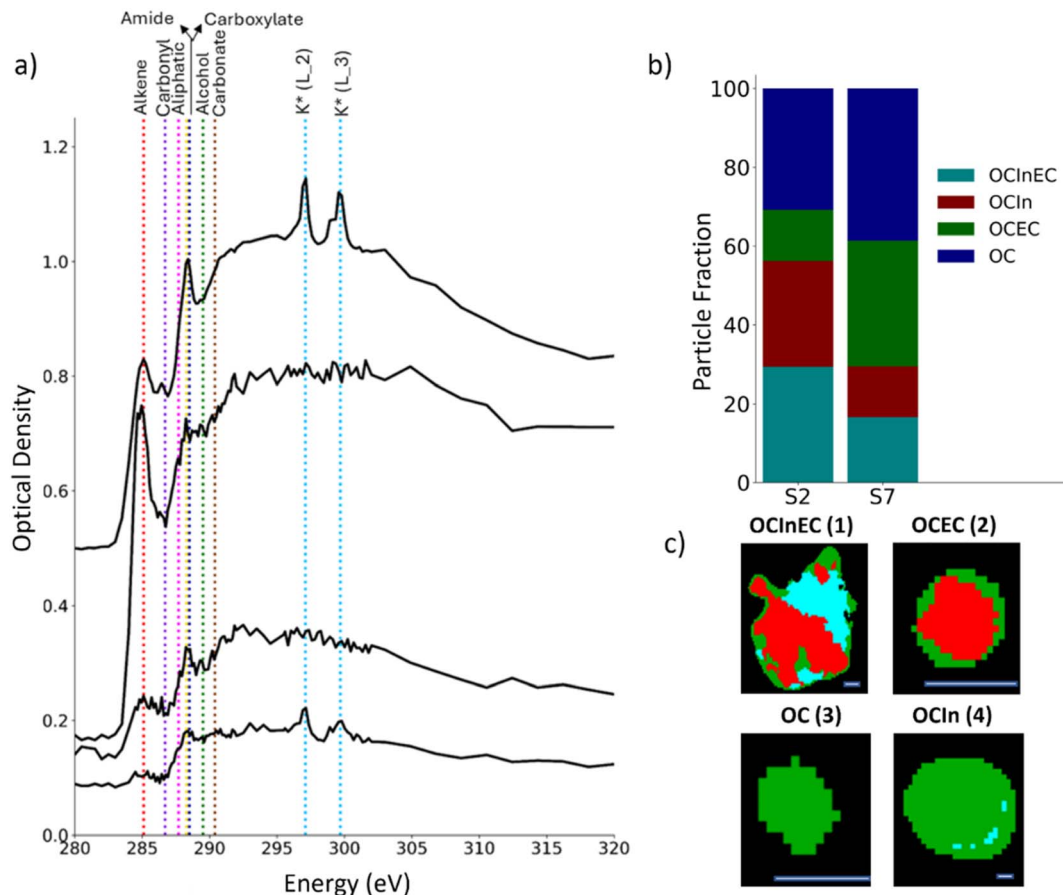 a)
Amide
Carboxylate
Alkene
Carbonyl
Aliphatic
Alcohol
Carbonate
K* (L_2)
K* (L_3)
1.2
1.0
0.8
0.6
0.4
0.2
0.0
Optical Density
280 285 290 295 300 305 310 315 320
Energy (eV)
b)
100
80
60
40
20
0
Particle Fraction
S2 S7
OCInEC
OCIn
OCEC
OC
c)
OCInEC (1) OCEC (2)
OC (3) OCIn (4)